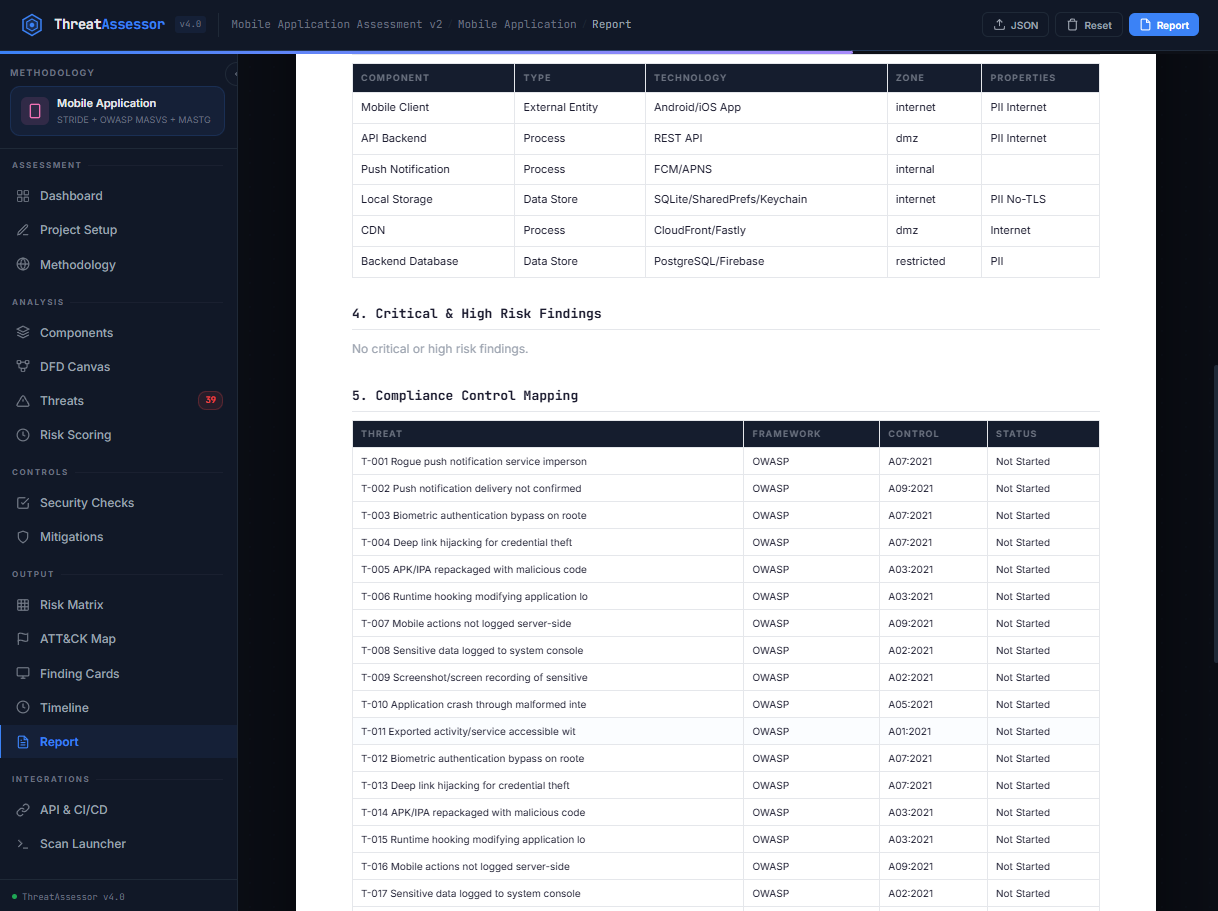 ThreatAssessor v4.0 Mobile Application Assessment v2 / Mobile Application / Report JSON Reset Report
METHODOLOGY
Mobile Application
STRIDE + OWASP MASVS + MASTG
ASSESSMENT
Dashboard
Project Setup
Methodology
ANALYSIS
Components
DFD Canvas
Threats 39
Risk Scoring
CONTROLS
Security Checks
Mitigations
OUTPUT
Risk Matrix
ATT&CK Map
Finding Cards
Timeline
Report
INTEGRATIONS
API & CI/CD
Scan Launcher
ThreatAssessor v4.0
COMPONENT TYPE TECHNOLOGY ZONE PROPERTIES
Mobile Client External Entity Android/iOS App internet PII Internet
API Backend Process REST API dmz PII Internet
Push Notification Process FCM/APNS internal
Local Storage Data Store SQLite/SharedPrefs/Keychain internet PII No-TLS
CDN Process CloudFront/Fastly dmz Internet
Backend Database Data Store PostgreSQL/Firebase restricted PII
4. Critical & High Risk Findings
No critical or high risk findings.
5. Compliance Control Mapping
THREAT FRAMEWORK CONTROL STATUS
T-001 Rogue push notification service imperson OWASP A07:2021 Not Started
T-002 Push notification delivery not confirmed OWASP A09:2021 Not Started
T-003 Biometric authentication bypass on roote OWASP A07:2021 Not Started
T-004 Deep link hijacking for credential theft OWASP A07:2021 Not Started
T-005 APK/IPA repackaged with malicious code OWASP A03:2021 Not Started
T-006 Runtime hooking modifying application lo OWASP A03:2021 Not Started
T-007 Mobile actions not logged server-side OWASP A09:2021 Not Started
T-008 Sensitive data logged to system console OWASP A02:2021 Not Started
T-009 Screenshot/screen recording of sensitive OWASP A02:2021 Not Started
T-010 Application crash through malformed inte OWASP A05:2021 Not Started
T-011 Exported activity/service accessible wit OWASP A01:2021 Not Started
T-012 Biometric authentication bypass on roote OWASP A07:2021 Not Started
T-013 Deep link hijacking for credential theft OWASP A07:2021 Not Started
T-014 APK/IPA repackaged with malicious code OWASP A03:2021 Not Started
T-015 Runtime hooking modifying application lo OWASP A03:2021 Not Started
T-016 Mobile actions not logged server-side OWASP A09:2021 Not Started
T-017 Sensitive data logged to system console OWASP A02:2021 Not Started